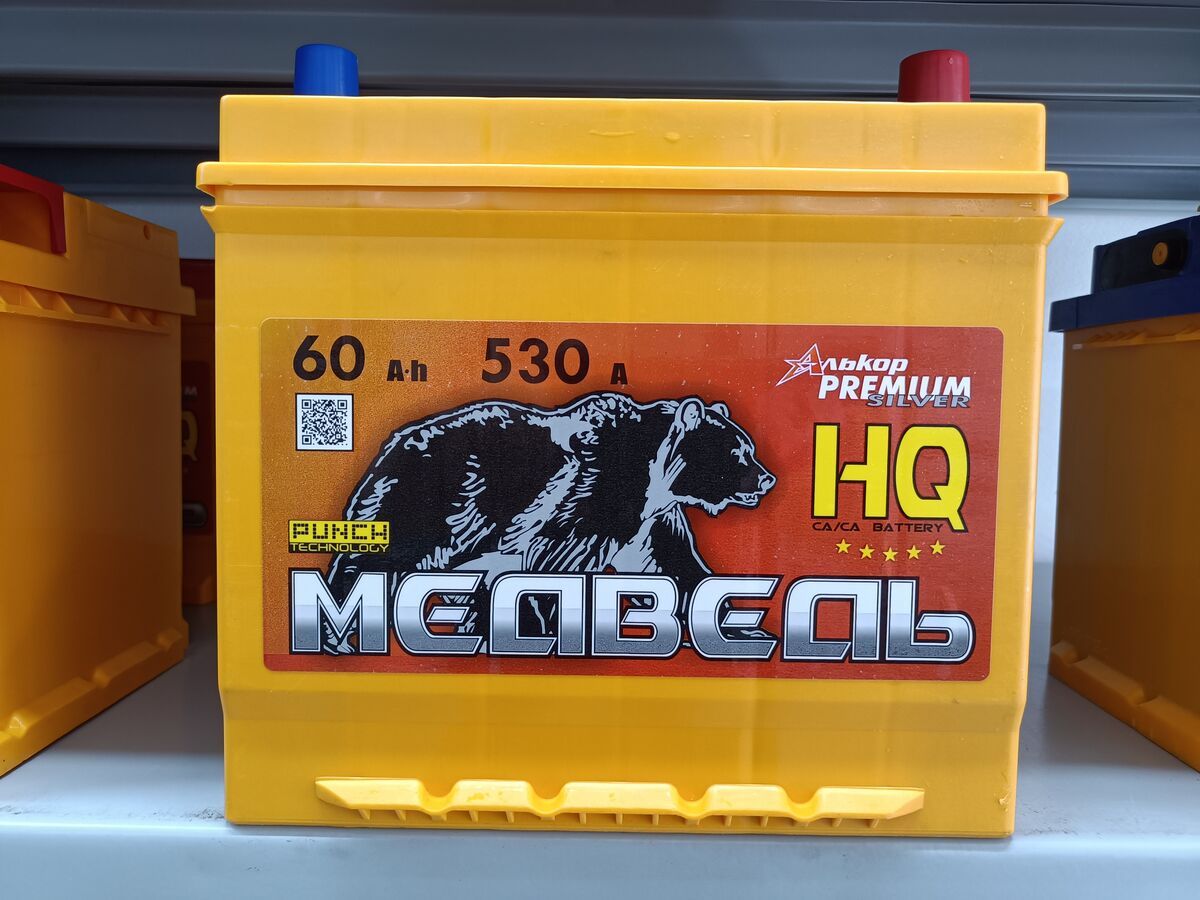 60 A·h 530 A
Алькор
PREMIUM
SILVER
HQ
CA/CA BATTERY
PUNCH
TECHNOLOGY
МЕДВЕДЬ